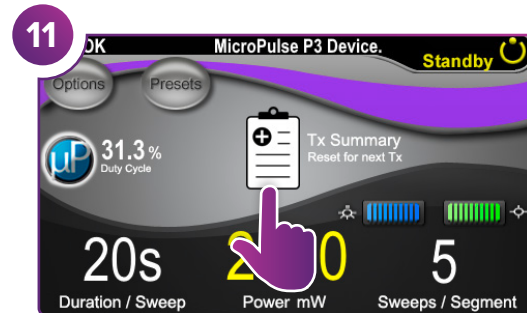 11
OK
MicroPulse P3 Device.
Standby
Options
Presets
µP
31.3 %
Duty Cycle
Tx Summary
Reset for next Tx
20s
5
Duration / Sweep
Power mW
Sweeps / Segment